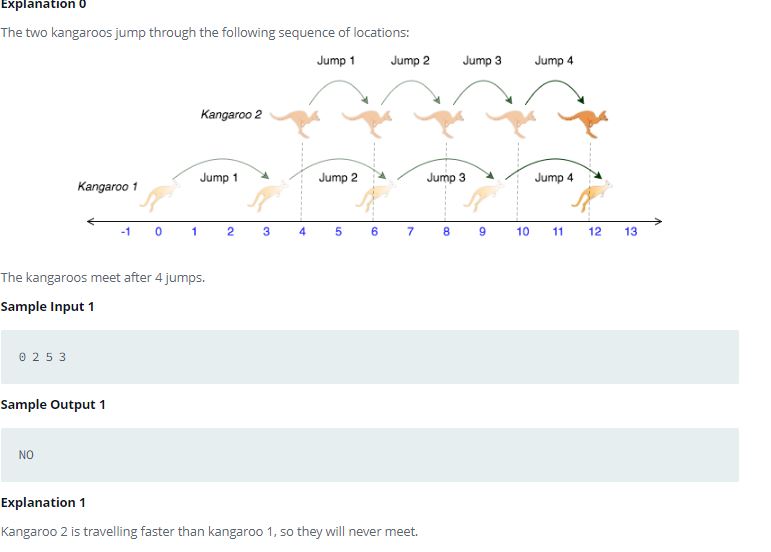 Explanation 0
The two kangaroos jump through the following sequence of locations:
Jump 1 Jump 2 Jump 3 Jump 4
Kangaroo 2
Jump 1 Jump 2 Jump 3 Jump 4
Kangaroo 1
-1 0 1 2 3 4 5 6 7 8 9 10 11 12 13
The kangaroos meet after 4 jumps.
Sample Input 1
0 2 5 3
Sample Output 1
NO
Explanation 1
Kangaroo 2 is travelling faster than kangaroo 1, so they will never meet.